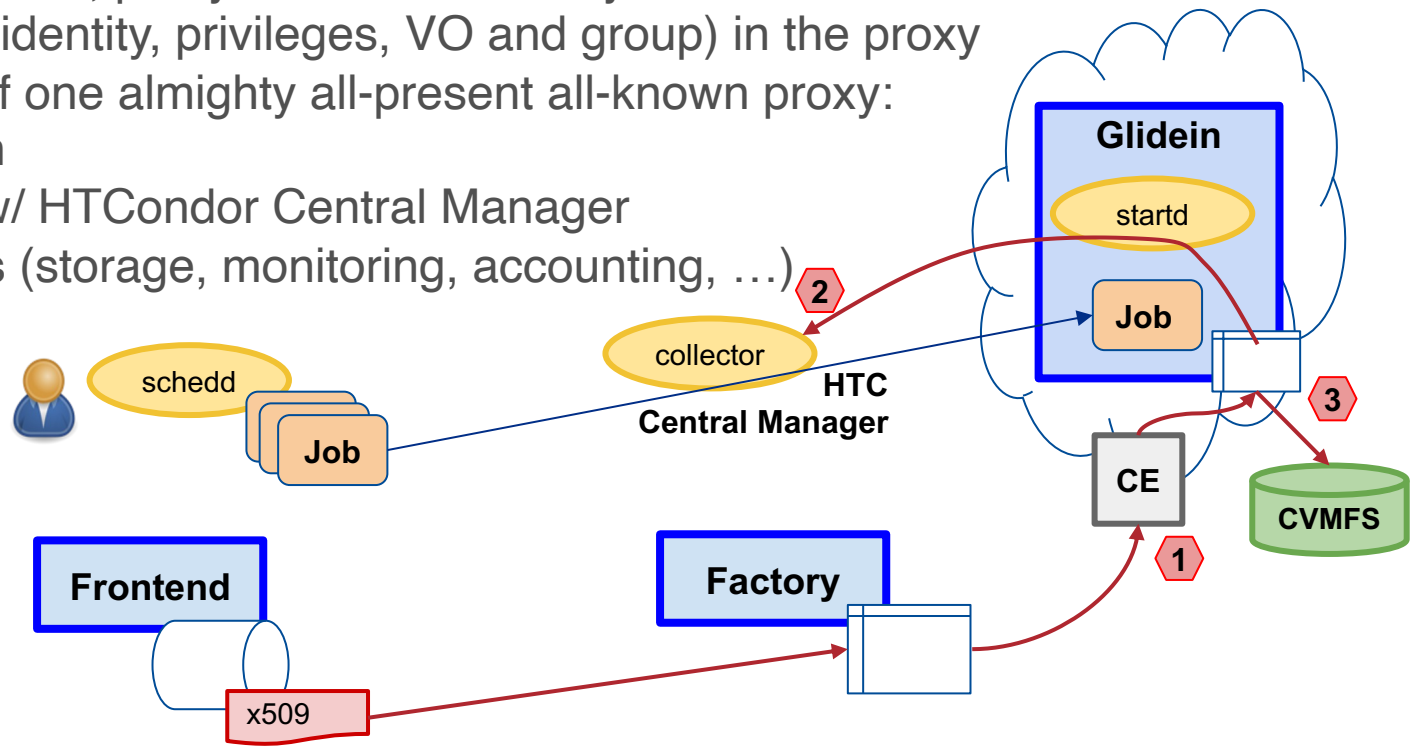 identity, privileges, VO and group) in the proxy
f one almighty all-present all-known proxy:
w/ HTCondor Central Manager
s (storage, monitoring, accounting, …)
Glidein
startd
2
Job
collector
schedd
HTC
Central Manager
3
Job
CE
CVMFS
1
Frontend
Factory
x509